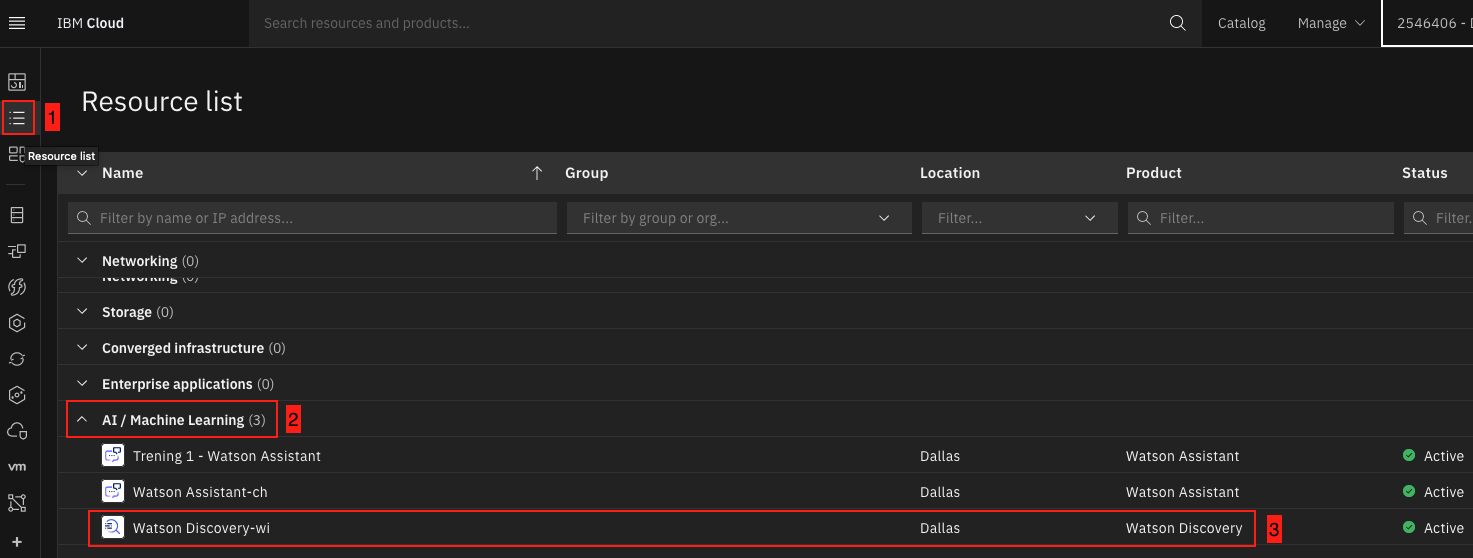 IBM Cloud Search resources and products... Catalog Manage 2546406 -
Resource list
1
Resource list
Name Group Location Product Status
Filter by name or IP address... Filter by group or org... Filter... Filter... Filter.
Networking (0)
Networking (0)
Storage (0)
Converged infrastructure (0)
Enterprise applications (0)
AI / Machine Learning (3) 2
Trening 1 - Watson Assistant Dallas Watson Assistant Active
Watson Assistant-ch Dallas Watson Assistant Active
vm
Watson Discovery-wi Dallas Watson Discovery 3 Active